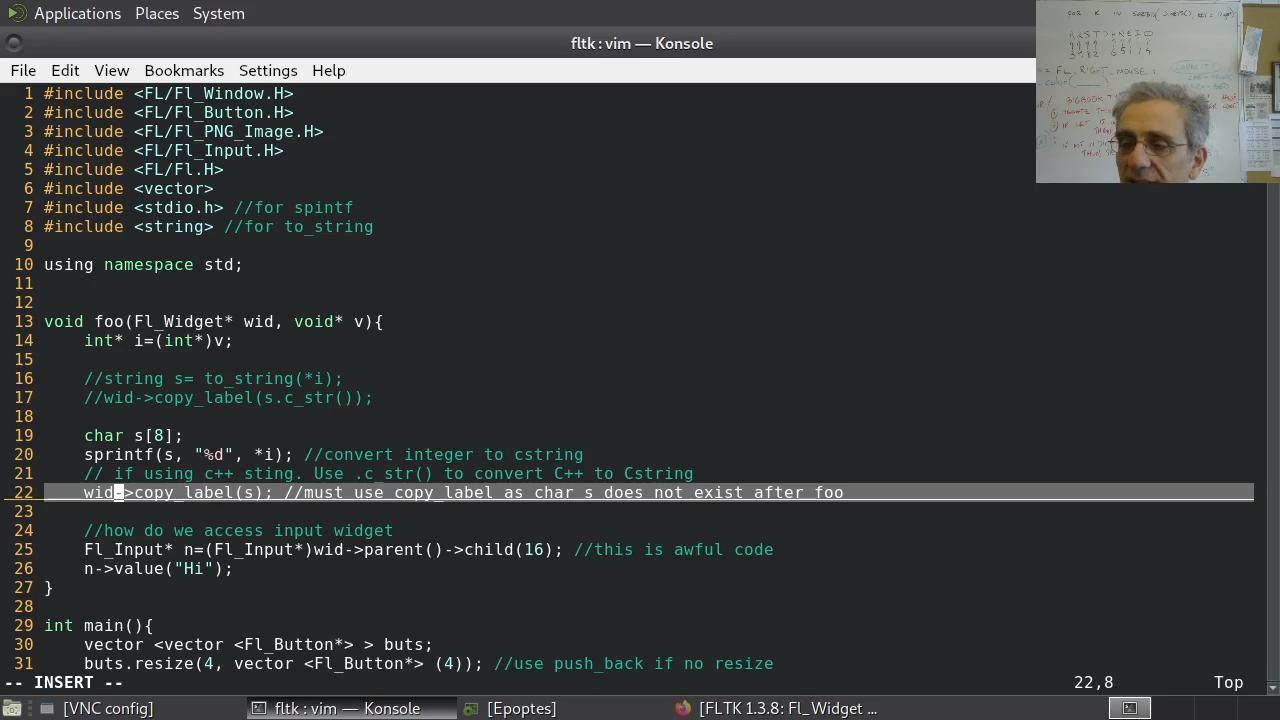 Applications Places System
fltk : vim — Konsole
File Edit View Bookmarks Settings Help
1 #include <FL/Fl_Window.H>
2 #include <FL/Fl_Button.H>
3 #include <FL/Fl_PNG_Image.H>
4 #include <FL/Fl_Input.H>
5 #include <FL/Fl.H>
6 #include <vector>
7 #include <stdio.h> //for spintf
8 #include <string> //for to_string
9
10 using namespace std;
11
12
13 void foo(Fl_Widget* wid, void* v){
14 int* i=(int*)v;
15
16 //string s= to_string(*i);
17 //wid->copy_label(s.c_str());
18
19 char s[8];
20 sprintf(s, "%d", *i); //convert integer to cstring
21 // if using c++ sting. Use .c_str() to convert C++ to Cstring
22 wid->copy_label(s); //must use copy_label as char s does not exist after foo
23
24 //how do we access input widget
25 Fl_Input* n=(Fl_Input*)wid->parent()->child(16); //this is awful code
26 n->value("Hi");
27 }
28
29 int main(){
30 vector <vector <Fl_Button*> > buts;
31 buts.resize(4, vector <Fl_Button*> (4)); //use push_back if no resize
-- INSERT -- 22,8 Top
[VNC config] fltk : vim — Konsole [Epoptes] [FLTK 1.3.8: Fl_Widget ...